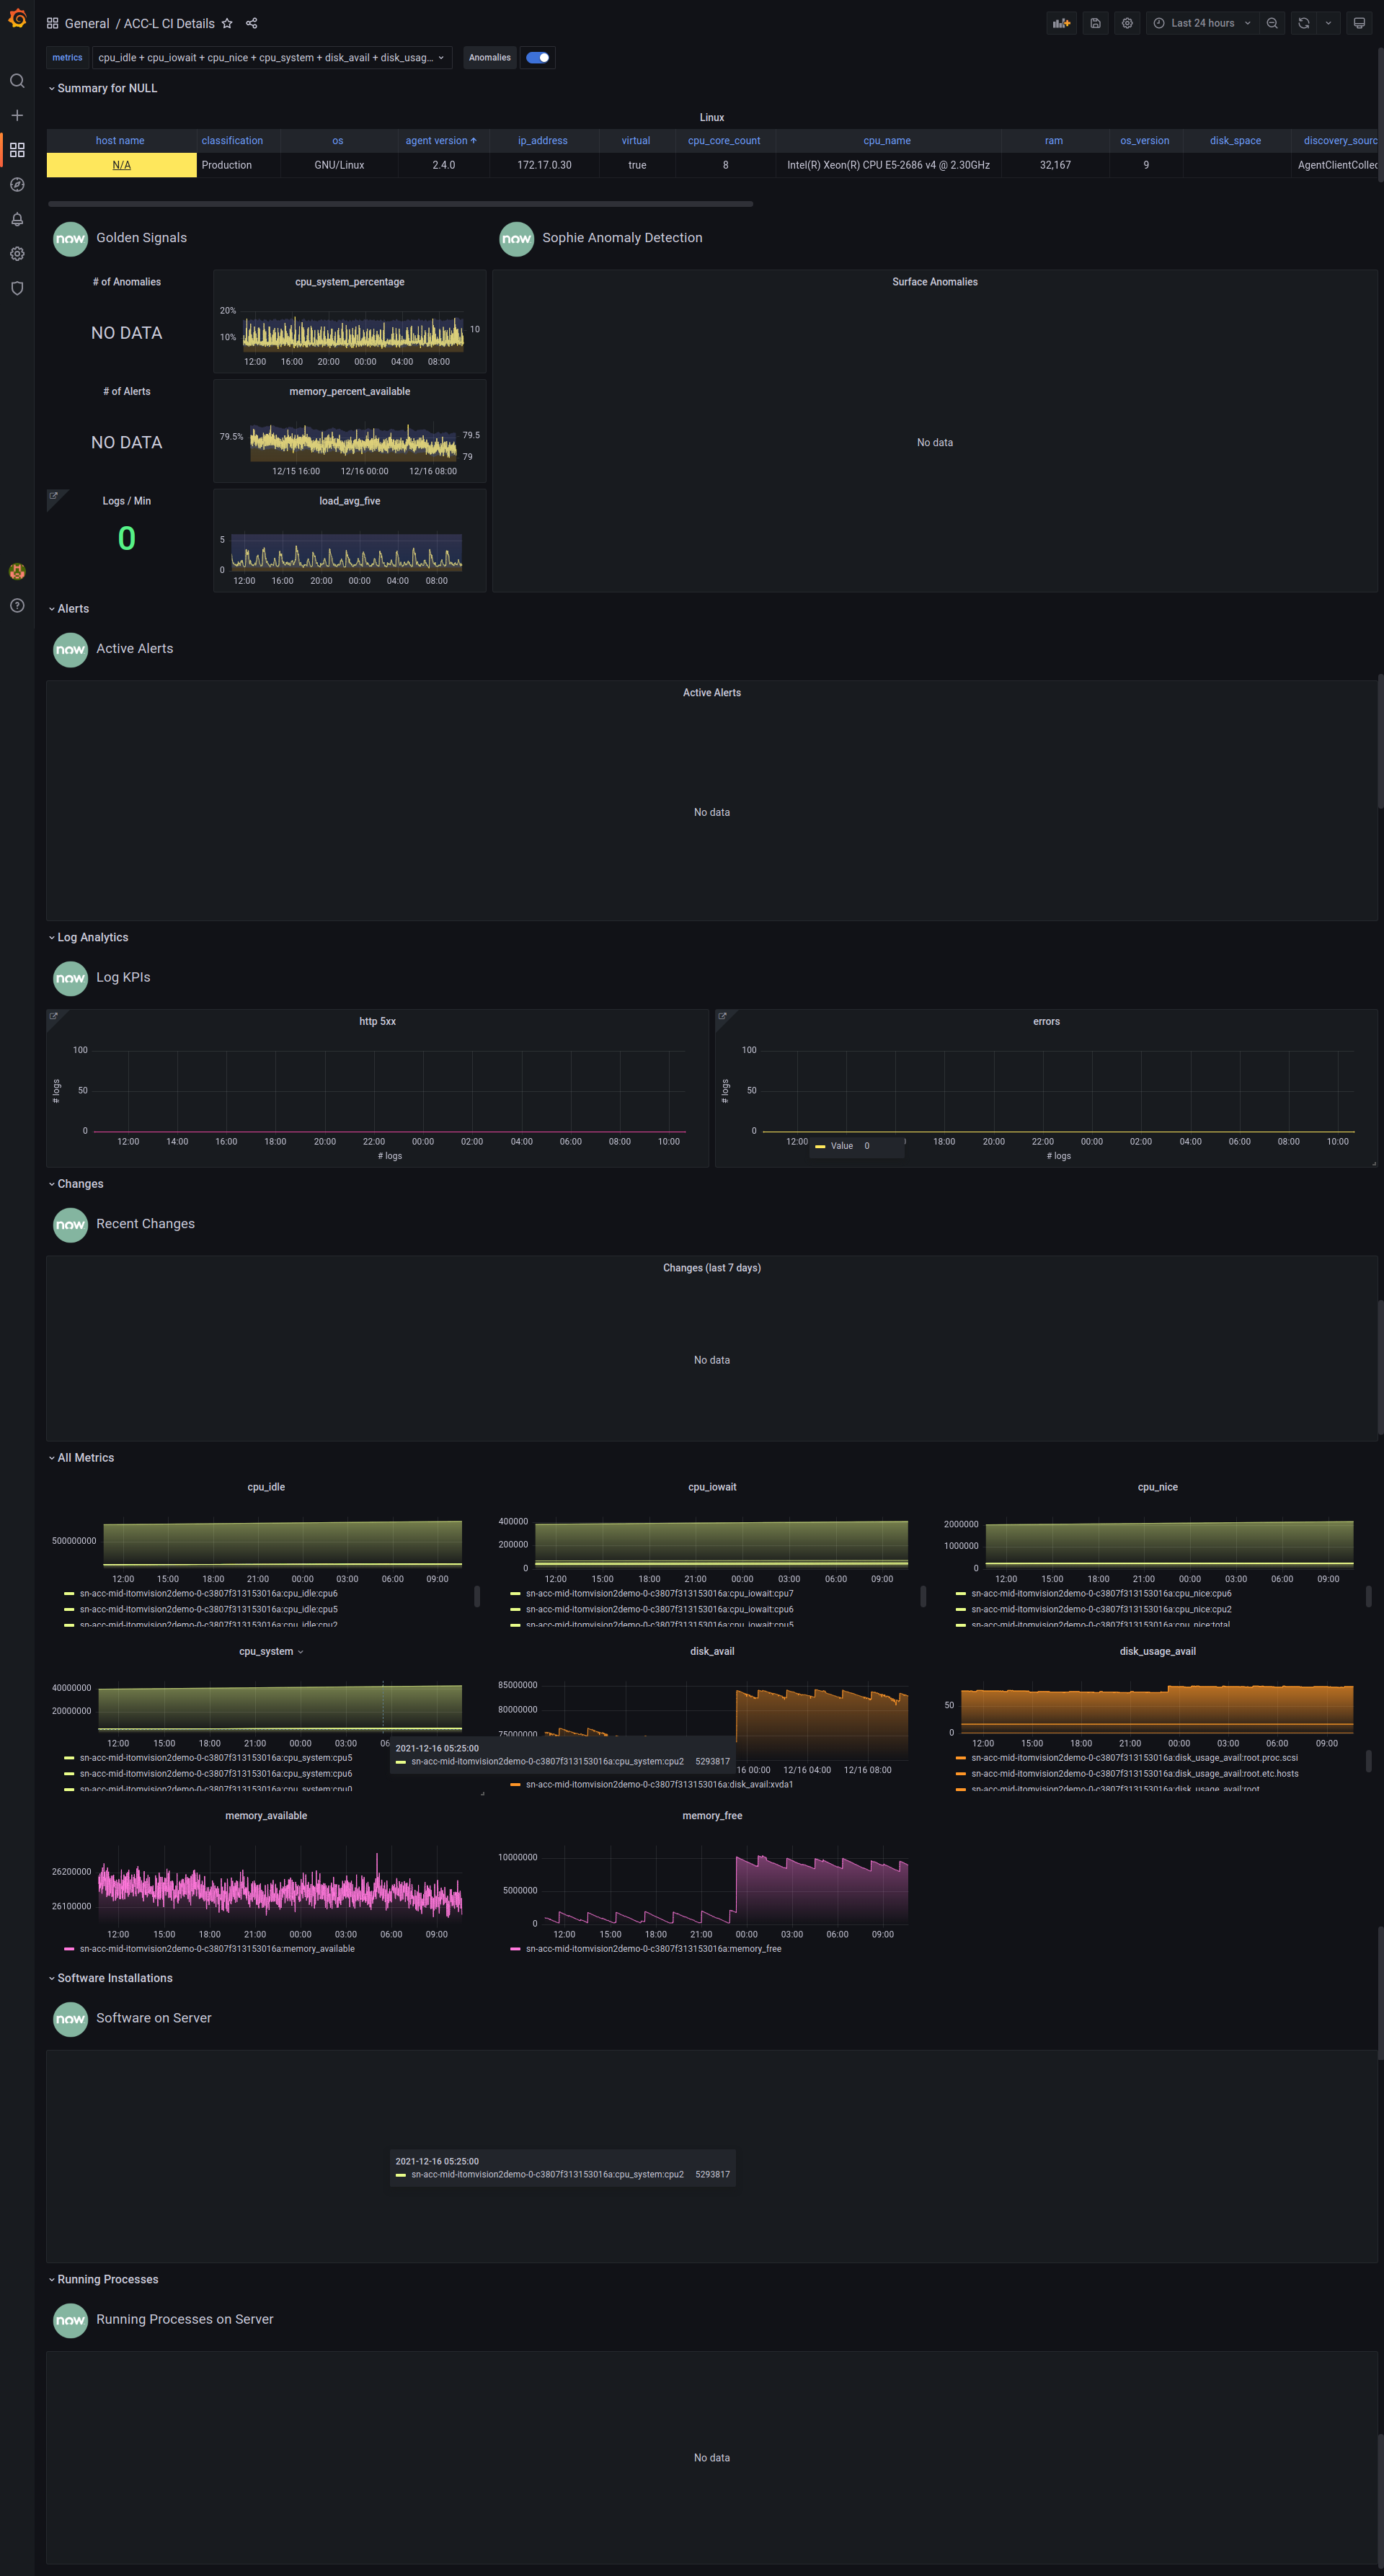 General / ACC-L CI Details
Last 24 hours
metrics cpu_idle + cpu_iowait + cpu_nice + cpu_system + disk_avail + disk_usag... Anomalies
Summary for NULL
Linux
host name classification os agent version ip_address virtual cpu_core_count cpu_name ram os_version disk_space discovery_sourc
N/A Production GNU/Linux 2.4.0 172.17.0.30 true 8 Intel(R) Xeon(R) CPU E5-2686 v4 @ 2.30GHz 32,167 9 AgentClientCollec
now Golden Signals
now Sophie Anomaly Detection
# of Anomalies
NO DATA
cpu_system_percentage
20%
10%
10
12:00 16:00 20:00 00:00 04:00 08:00
Surface Anomalies
No data
# of Alerts
NO DATA
memory_percent_available
79.5%
79.5
79
12/15 16:00 12/16 00:00 12/16 08:00
Logs / Min
0
load_avg_five
5
0
12:00 16:00 20:00 00:00 04:00 08:00
Alerts
now Active Alerts
Active Alerts
No data
Log Analytics
now Log KPIs
http 5xx
100
50
0
# logs
12:00 14:00 16:00 18:00 20:00 22:00 00:00 02:00 04:00 06:00 08:00 10:00
# logs
errors
100
50
0
# logs
12:00 18:00 20:00 22:00 00:00 02:00 04:00 06:00 08:00 10:00
Value 0
# logs
Changes
now Recent Changes
Changes (last 7 days)
No data
All Metrics
cpu_idle
500000000
12:00 15:00 18:00 21:00 00:00 03:00 06:00 09:00
sn-acc-mid-itomvision2demo-0-c3807f313153016a:cpu_idle:cpu6
sn-acc-mid-itomvision2demo-0-c3807f313153016a:cpu_idle:cpu5
sn-acc-mid-itomvision2demo-0-c3807f313153016a:cpu_idle:cpu2
cpu_iowait
400000
200000
0
12:00 15:00 18:00 21:00 00:00 03:00 06:00 09:00
sn-acc-mid-itomvision2demo-0-c3807f313153016a:cpu_iowait:cpu7
sn-acc-mid-itomvision2demo-0-c3807f313153016a:cpu_iowait:cpu6
sn-acc-mid-itomvision2demo-0-c3807f313153016a:cpu_iowait:cpu5
cpu_nice
2000000
1000000
0
12:00 15:00 18:00 21:00 00:00 03:00 06:00 09:00
sn-acc-mid-itomvision2demo-0-c3807f313153016a:cpu_nice:cpu6
sn-acc-mid-itomvision2demo-0-c3807f313153016a:cpu_nice:cpu2
sn-acc-mid-itomvision2demo-0-c3807f313153016a:cpu_nice:total
cpu_system
40000000
20000000
12:00 15:00 18:00 21:00 00:00 03:00 06
sn-acc-mid-itomvision2demo-0-c3807f313153016a:cpu_system:cpu5
sn-acc-mid-itomvision2demo-0-c3807f313153016a:cpu_system:cpu6
sn-acc-mid-itomvision2demo-0-c3807f313153016a:cpu_system:cpu0
2021-12-16 05:25:00
sn-acc-mid-itomvision2demo-0-c3807f313153016a:cpu_system:cpu2 5293817
disk_avail
85000000
80000000
75000000
16 00:00 12/16 04:00 12/16 08:00
sn-acc-mid-itomvision2demo-0-c3807f313153016a:disk_avail:xvda1
disk_usage_avail
50
0
12:00 15:00 18:00 21:00 00:00 03:00 06:00 09:00
sn-acc-mid-itomvision2demo-0-c3807f313153016a:disk_usage_avail:root.proc.scsi
sn-acc-mid-itomvision2demo-0-c3807f313153016a:disk_usage_avail:root.etc.hosts
sn-acc-mid-itomvision2demo-0-c3807f313153016a:disk_usage_avail:root
memory_available
26200000
26100000
12:00 15:00 18:00 21:00 00:00 03:00 06:00 09:00
sn-acc-mid-itomvision2demo-0-c3807f313153016a:memory_available
memory_free
10000000
5000000
0
12:00 15:00 18:00 21:00 00:00 03:00 06:00 09:00
sn-acc-mid-itomvision2demo-0-c3807f313153016a:memory_free
Software Installations
now Software on Server
2021-12-16 05:25:00
sn-acc-mid-itomvision2demo-0-c3807f313153016a:cpu_system:cpu2 5293817
Running Processes
now Running Processes on Server
No data